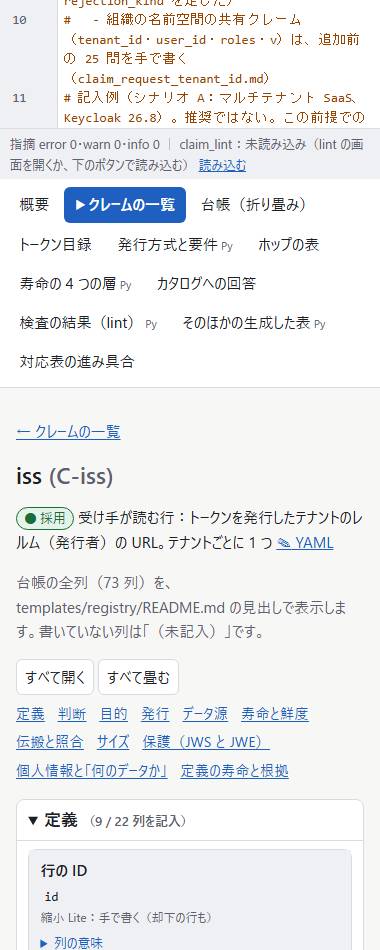 rejection_kind を足した）
10 #   - 組織の名前空間の共有クレーム
（tenant_id・user_id・roles・v）は、追加前
の 25 問を手で書く
（claim_request_tenant_id.md）
11 # 記入例（シナリオ A：マルチテナント SaaS、
Keycloak 26.8）。推奨ではない。この前提での
指摘 error 0・warn 0・info 0 | claim_lint：未読み込み（lint の画
面を開くか、下のボタンで読み込む） 読み込む
概要 ▶クレームの一覧 台帳（折り畳み）
トークン目録 発行方式と要件 Py ホップの表
寿命の 4 つの層 Py カタログへの回答
検査の結果（lint） Py そのほかの生成した表 Py
対応表の進み具合
← クレームの一覧
iss (C-iss)
● 採用 受け手が読む行：トークンを発行したテナントのレ
ルム（発行者）の URL。テナントごとに 1 つ ✎ YAML
台帳の全列（73 列）を、
templates/registry/README.md の見出しで表示しま
す。書いていない列は「（未記入）」です。
すべて開く すべて畳む
定義 判断 目的 発行 データ源 寿命と鮮度
伝搬と照合 サイズ 保護（JWS と JWE）
個人情報と「何のデータか」 定義の寿命と根拠
▼ 定義 （9 / 22 列を記入）
行の ID
id
縮小 Lite：手で書く（却下の行も）
▶ 列の意味